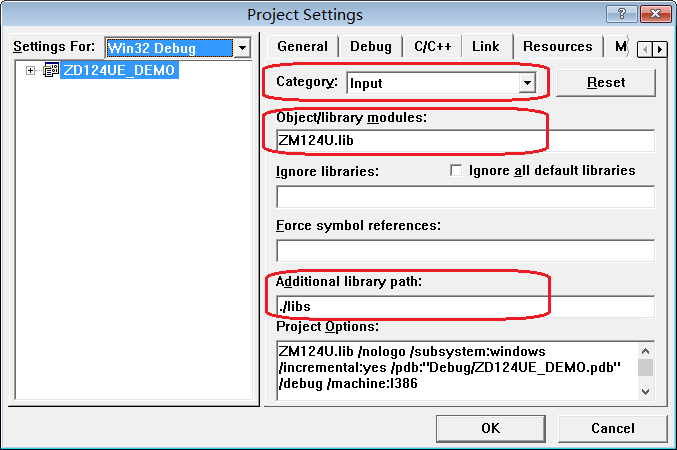 Project Settings
Settings For: Win32 Debug
ZD124UE_DEMO
General Debug C/C++ Link Resources M
Category: Input
Reset
Object/library modules:
ZM124U.lib
Ignore libraries: Ignore all default libraries
Force symbol references:
Additional library path:
./libs
Project Options:
ZM124U.lib /nologo /subsystem:windows
/incremental:yes /pdb:"Debug/ZD124UE_DEMO.pdb"
/debug /machine:I386
OK Cancel